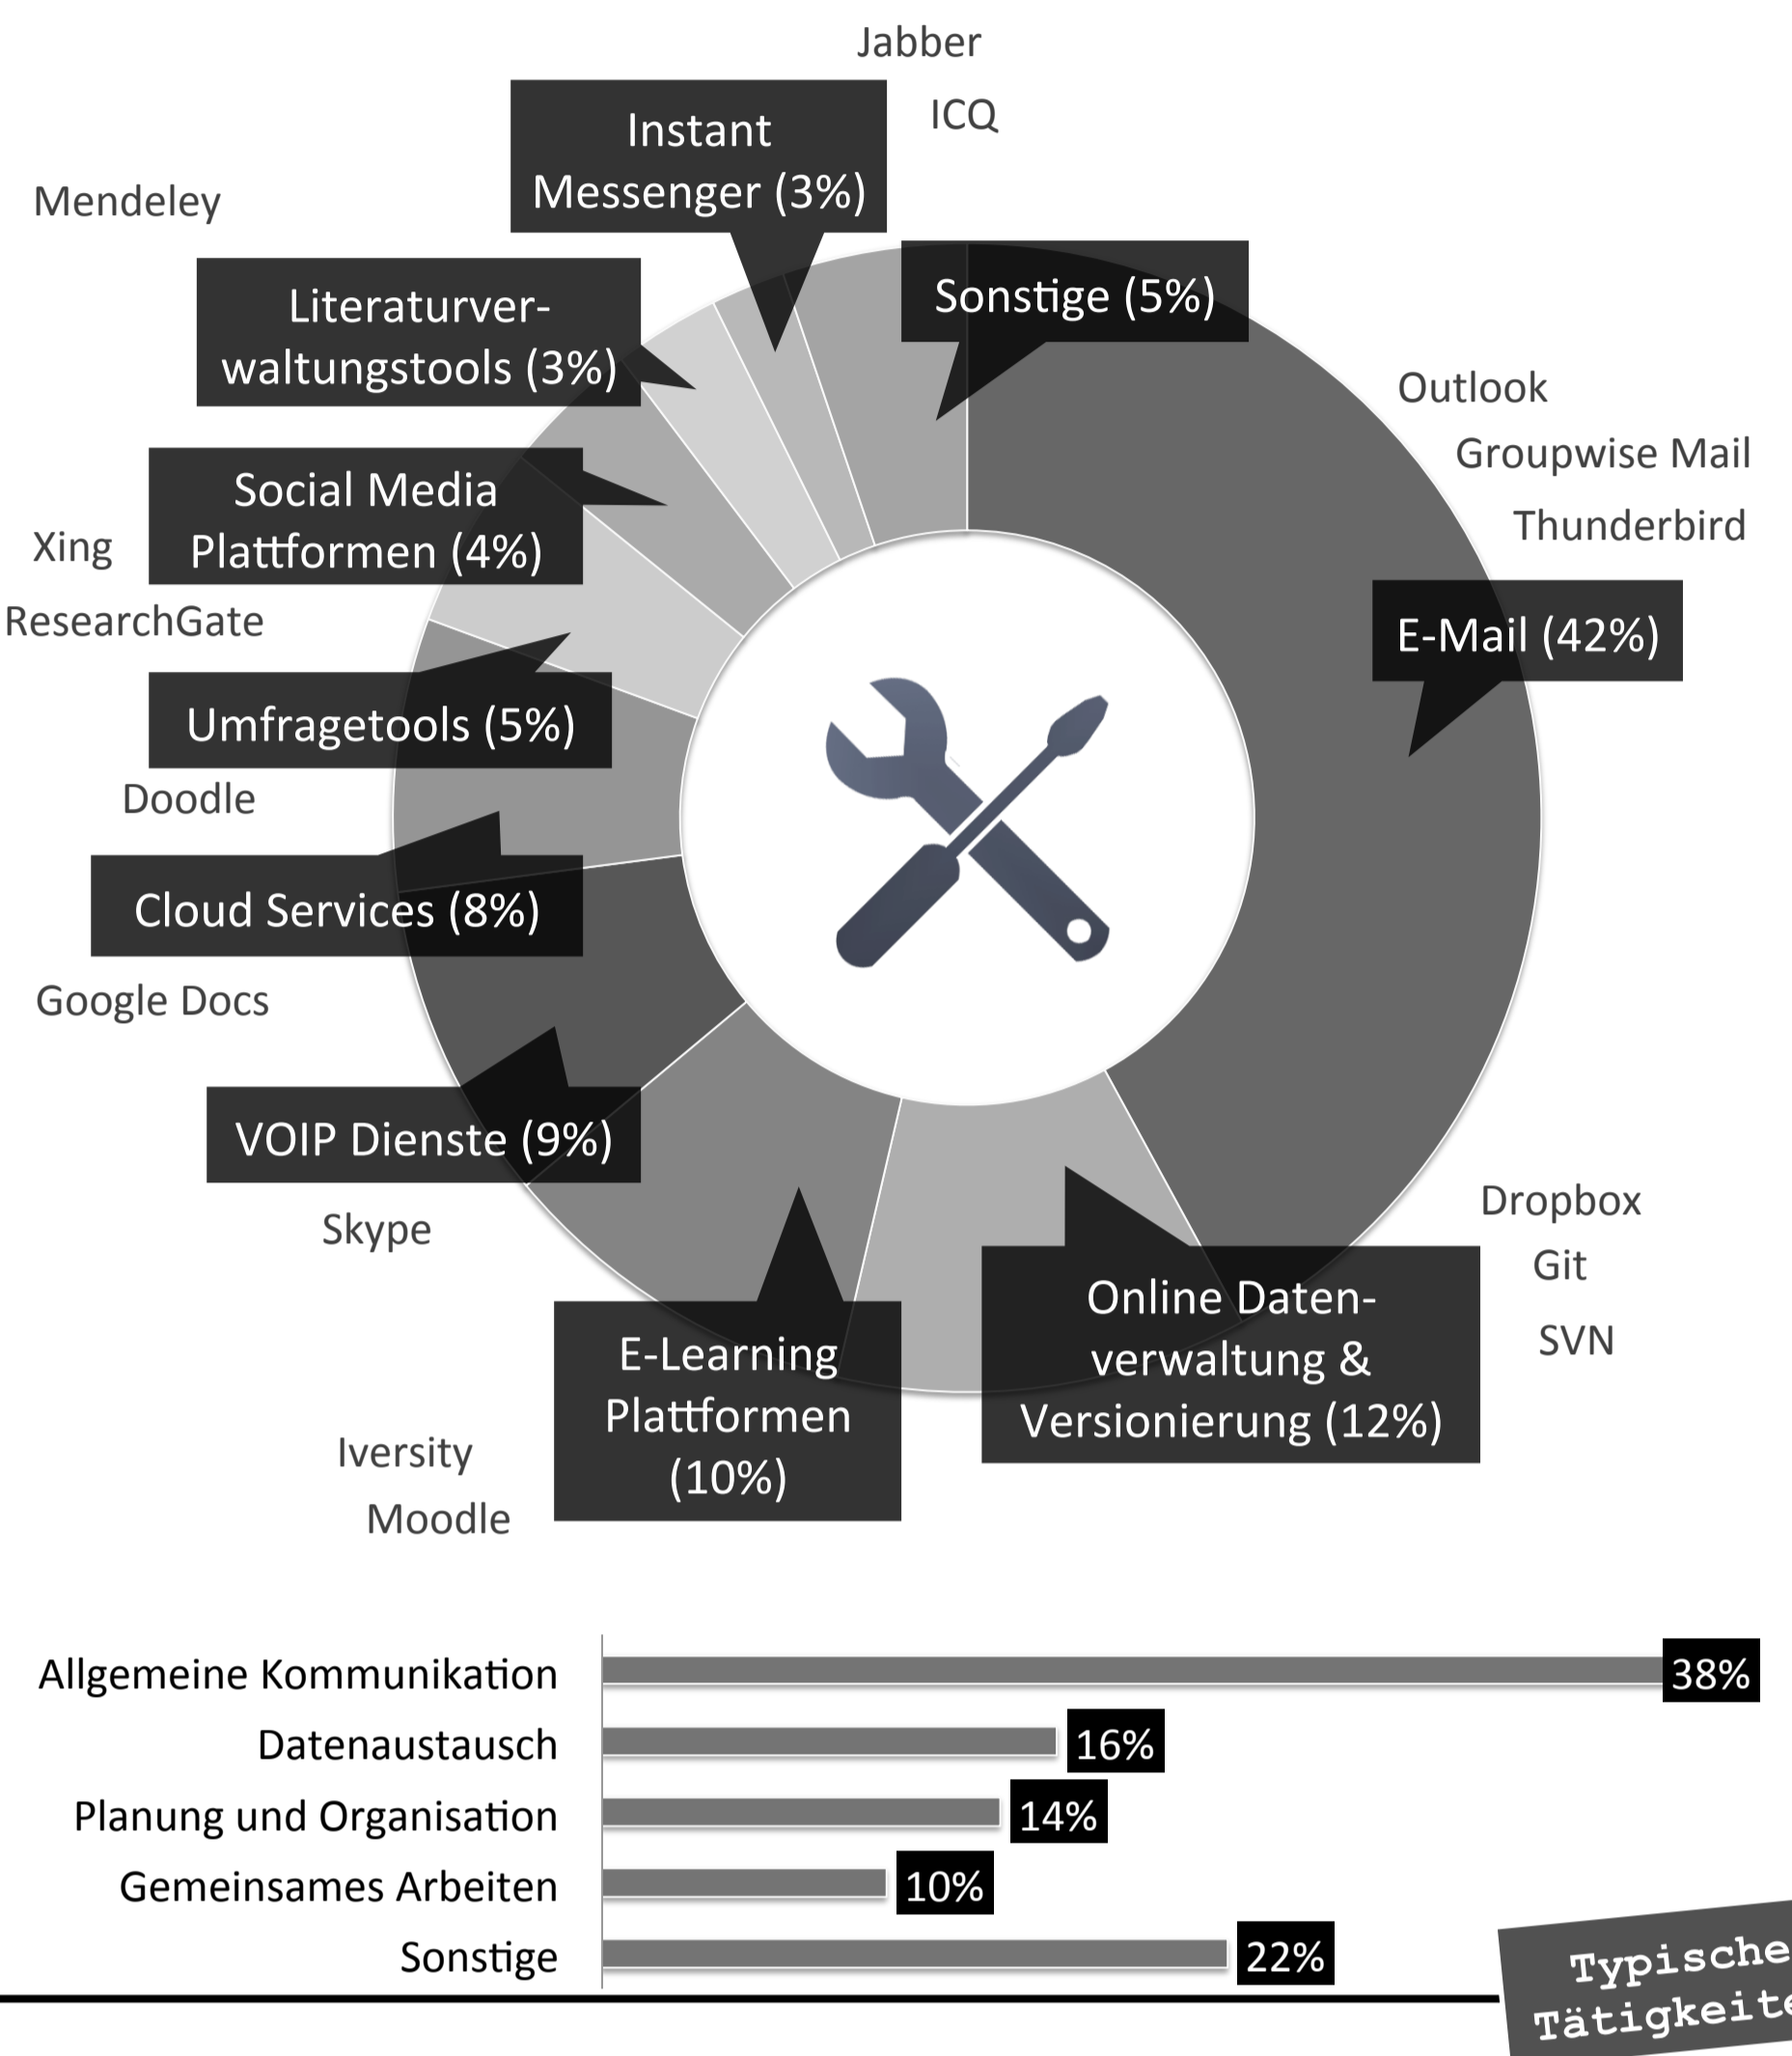 Jabber
ICQ
Instant
Messenger (3%)
Mendeley
Literaturver-
waltungstools (3%)
Sonstige (5%)
Outlook
Groupwise Mail
Thunderbird
E-Mail (42%)
Social Media
Plattformen (4%)
Xing
ResearchGate
Umfragetools (5%)
Doodle
Cloud Services (8%)
Google Docs
VOIP Dienste (9%)
Skype
Dropbox
Git
SVN
Online Daten-
verwaltung &
Versionierung (12%)
E-Learning
Plattformen
(10%)
Iversity
Moodle
Allgemeine Kommunikation 38%
Datenaustausch 16%
Planung und Organisation 14%
Gemeinsames Arbeiten 10%
Sonstige 22%
Typische